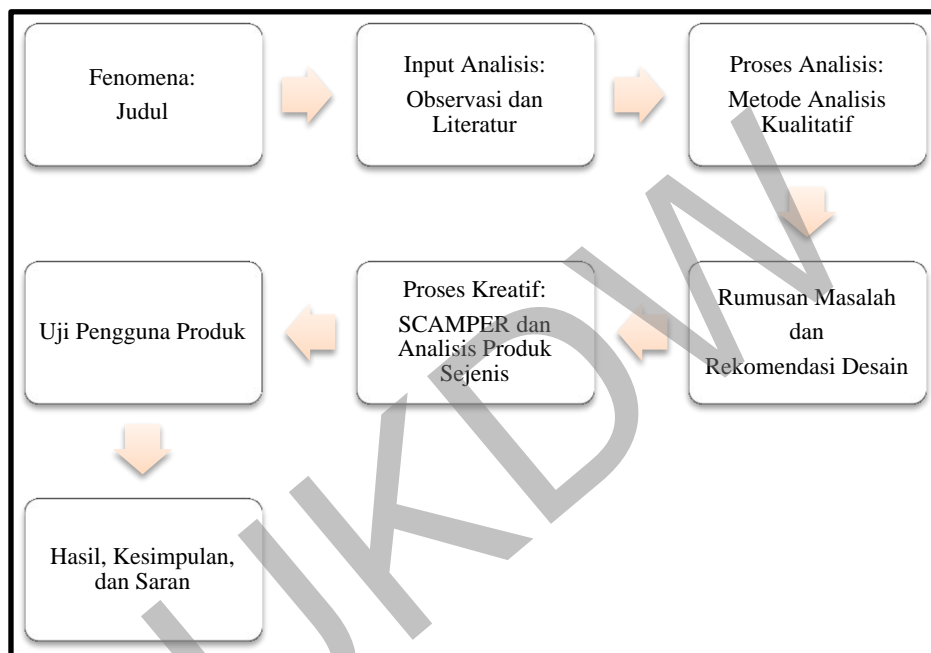 Fenomena:
Judul
Input Analisis:
Observasi dan
Literatur
Proses Analisis:
Metode Analisis
Kualitatif
Rumusan Masalah
dan
Rekomendasi Desain
Proses Kreatif:
SCAMPER dan
Analisis Produk
Sejenis
Uji Pengguna Produk
Hasil, Kesimpulan,
dan Saran
UKDW